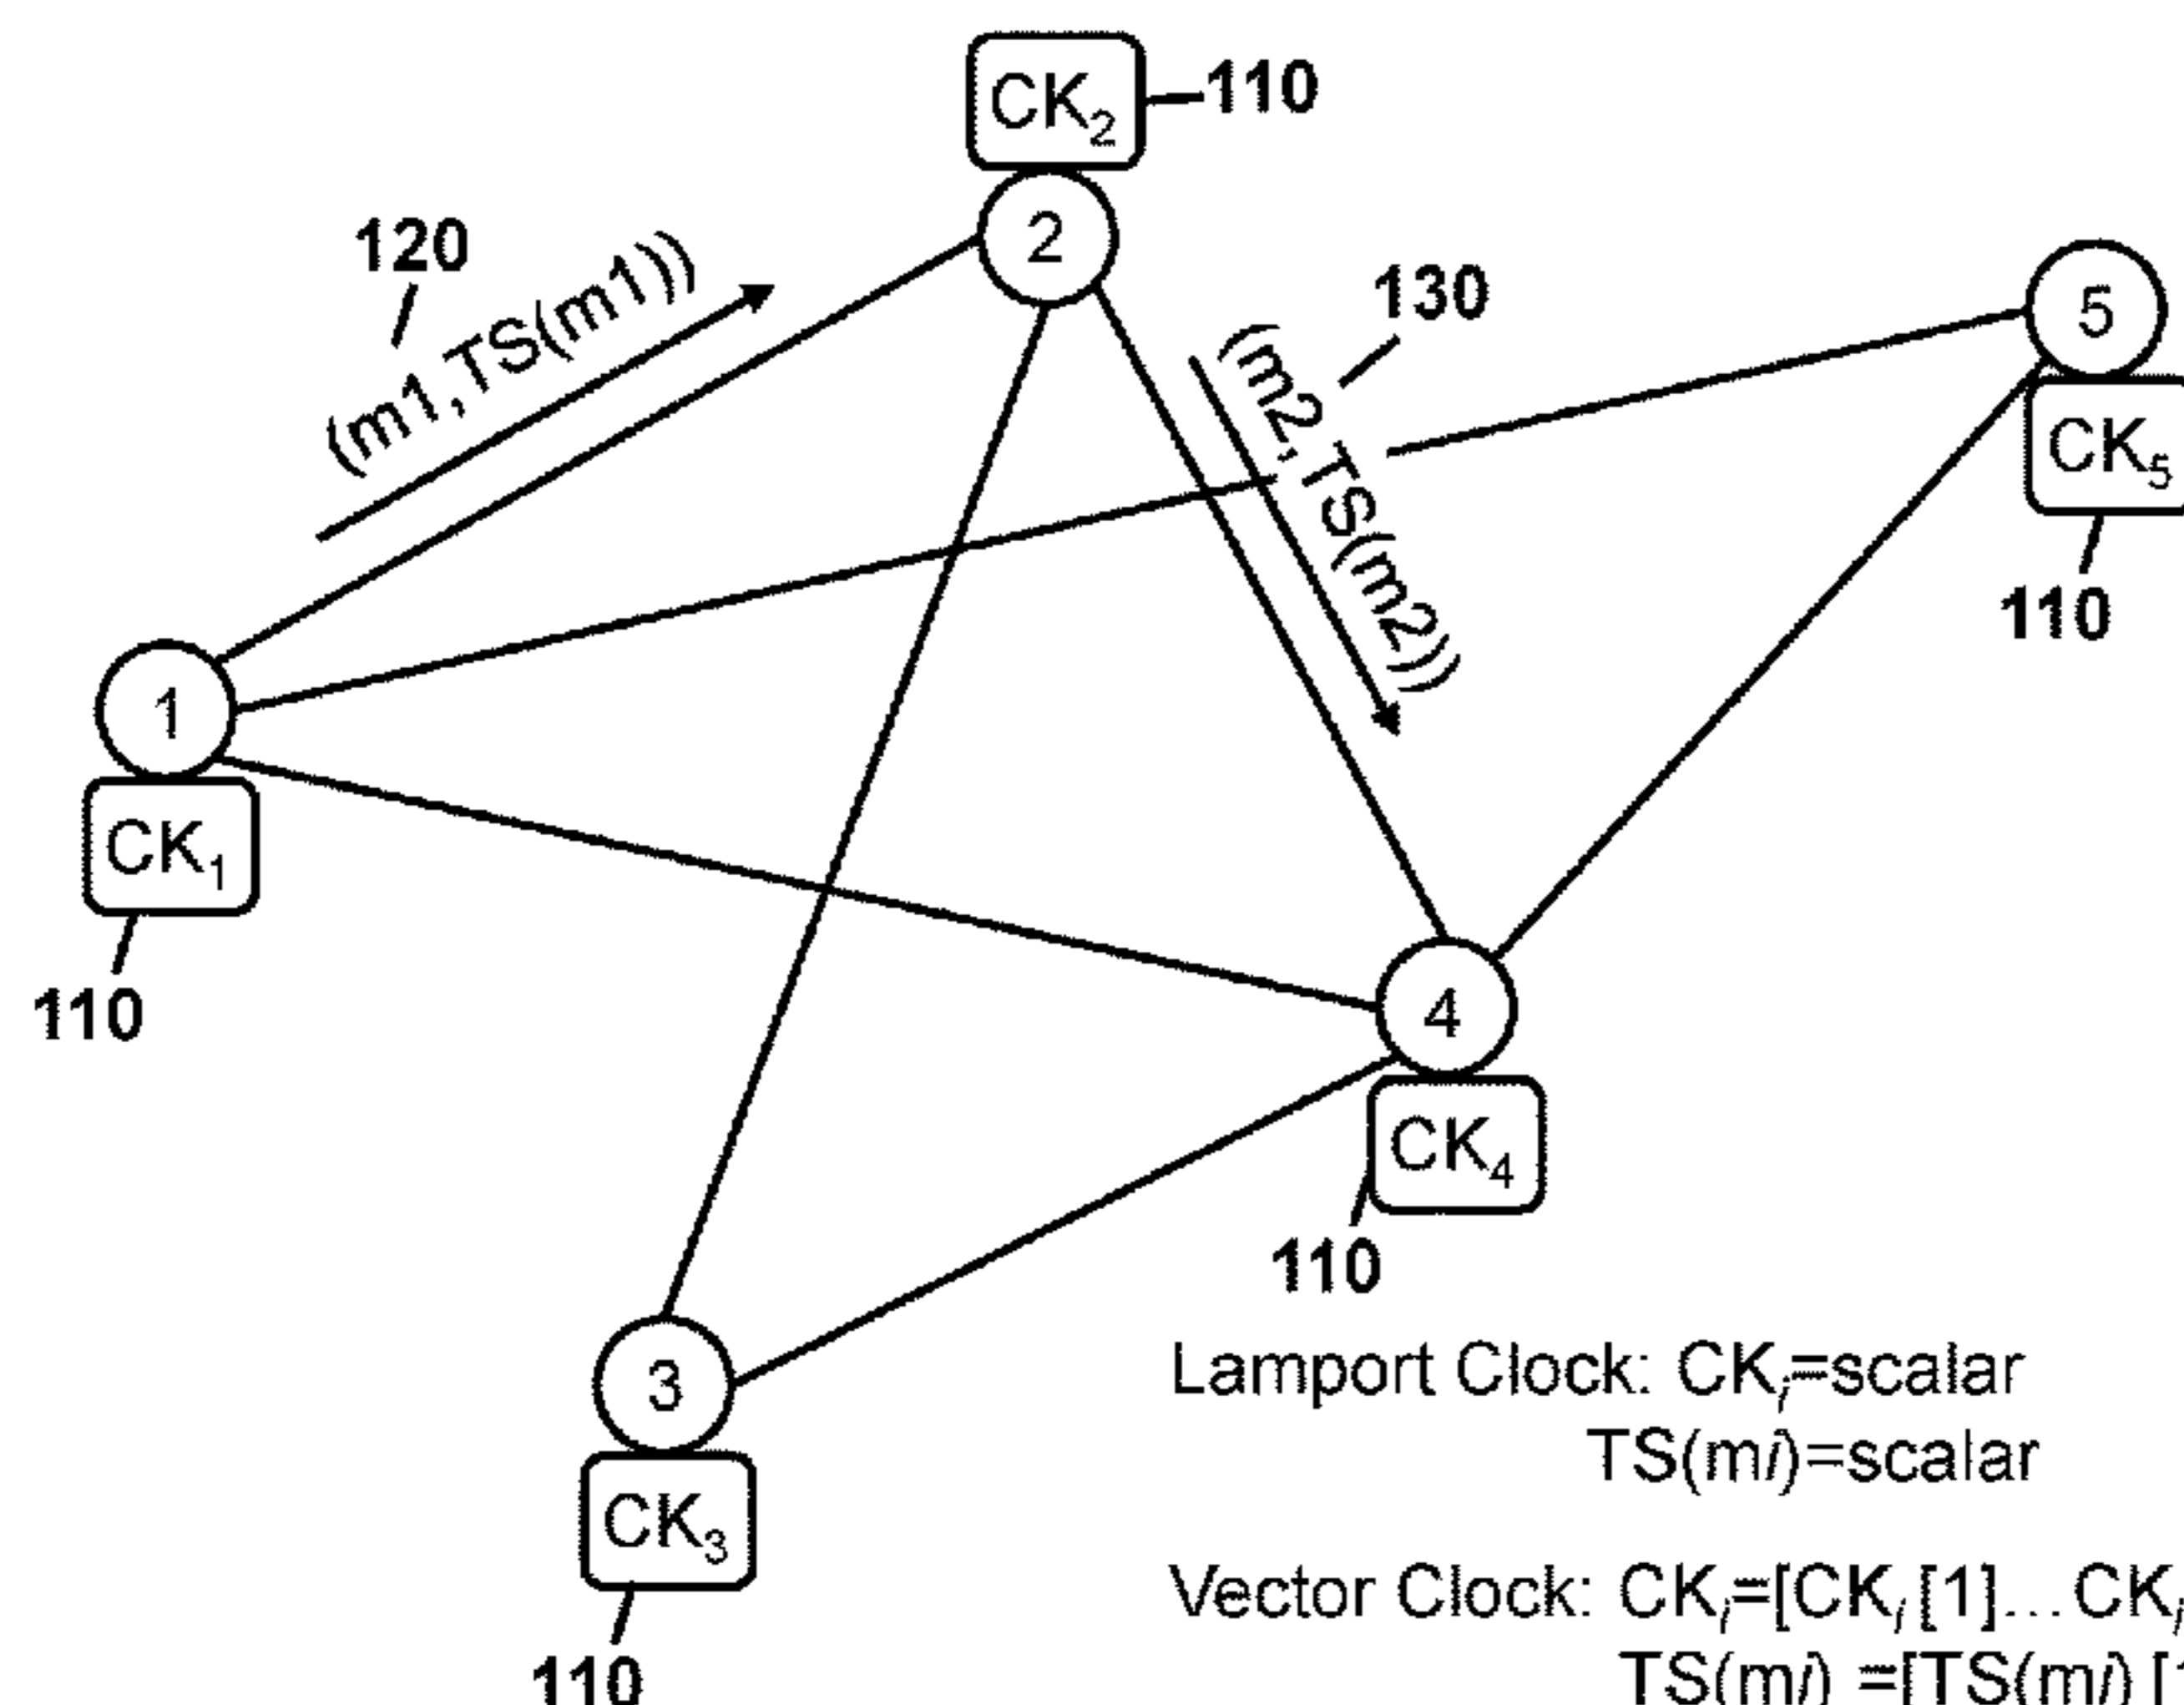 CK2
110
120
2
(m1,TS(m1))
130
5
(m2,TS(m2))
CK5
110
1
CK1
110
4
CK4
110
3
CK3
110
Lamport Clock: CKi=scalar
TS(mi)=scalar
Vector Clock: CKi=[CKi [1]...CKi
TS(mi) =[TS(mi) [1